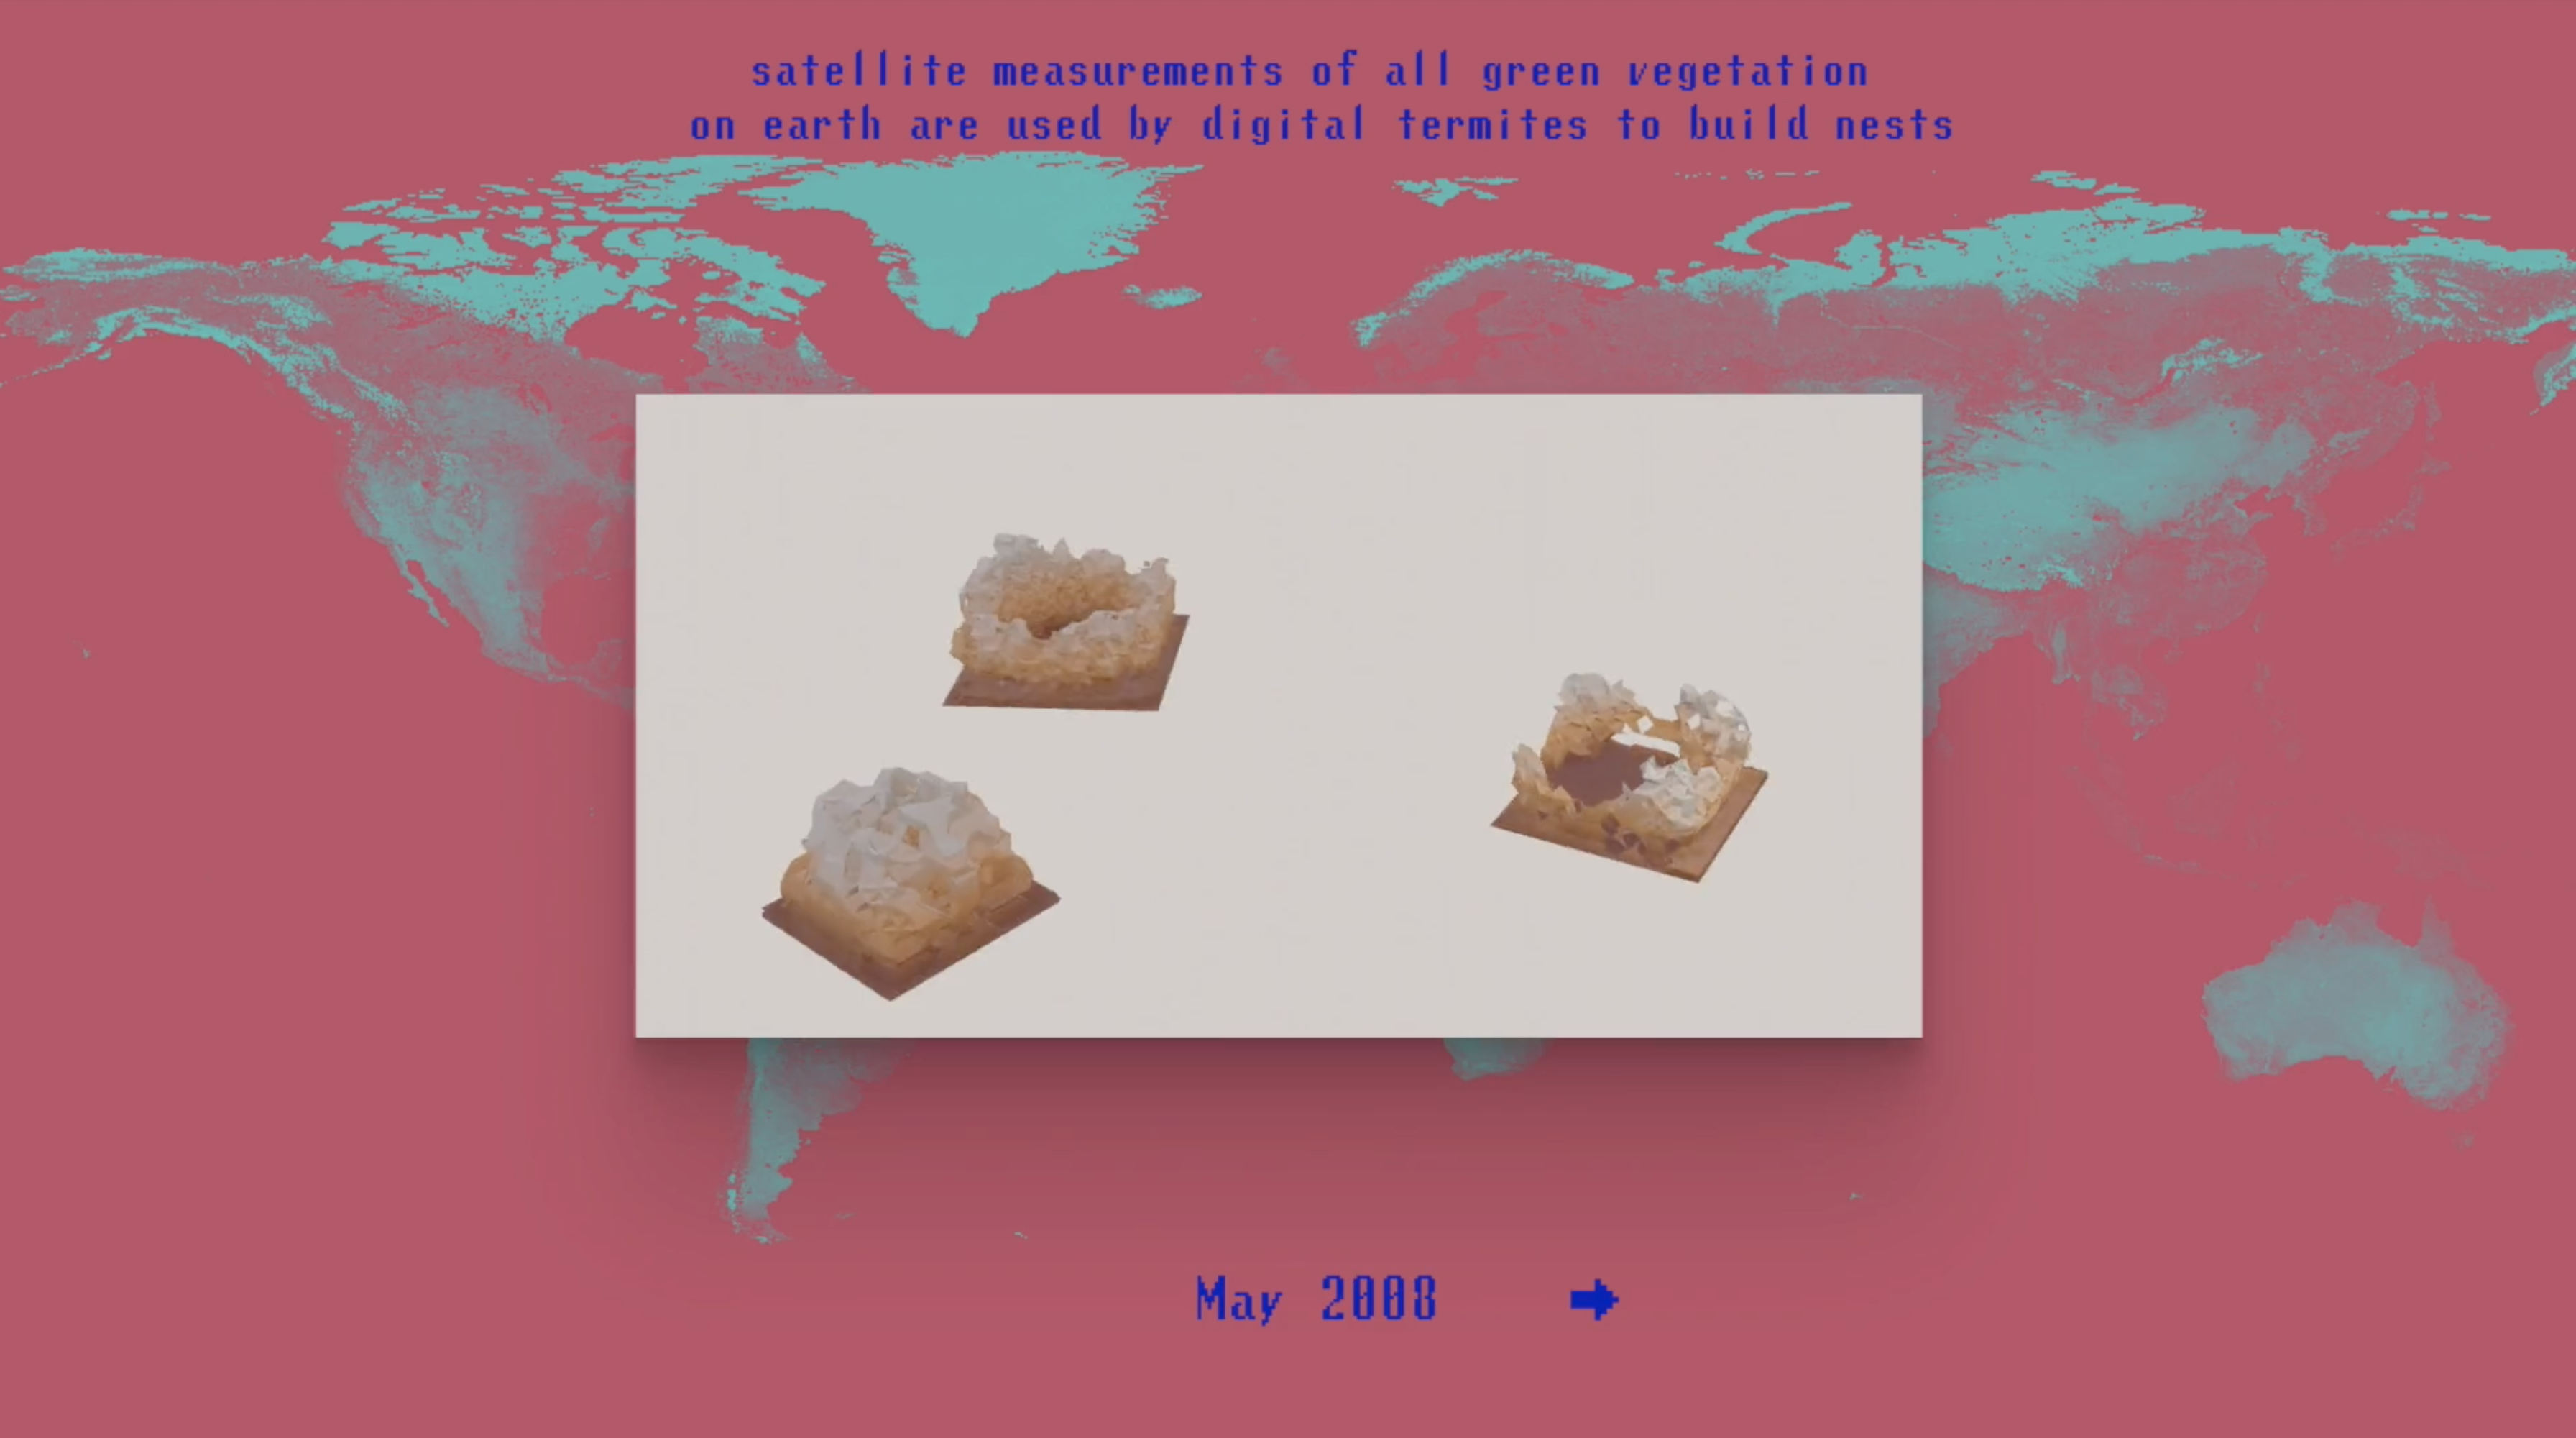 satellite measurements of all green vegetation
on earth are used by digital termites to build nests
May 2008